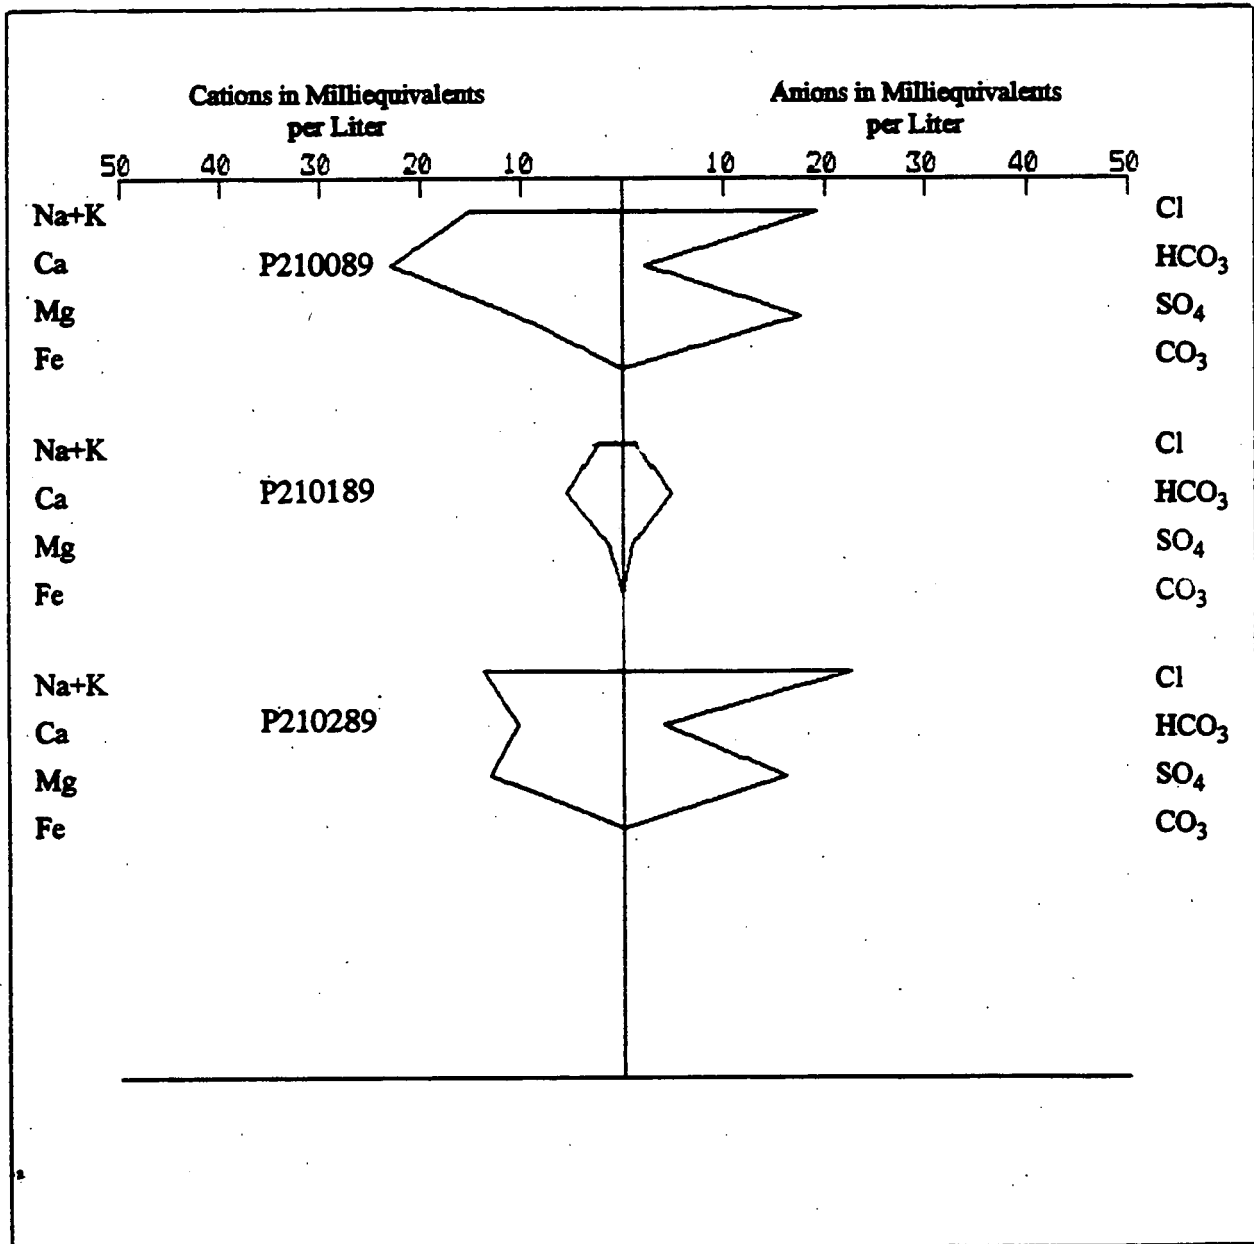 Cations in Milliequivalents
per Liter
Anions in Milliequivalents
per Liter
50 40 30 20 10 10 20 30 40 50
Na+K Cl
Ca P210089 HCO3
Mg SO4
Fe CO3
Na+K Cl
Ca P210189 HCO3
Mg SO4
Fe CO3
Na+K Cl
Ca P210289 HCO3
Mg SO4
Fe CO3